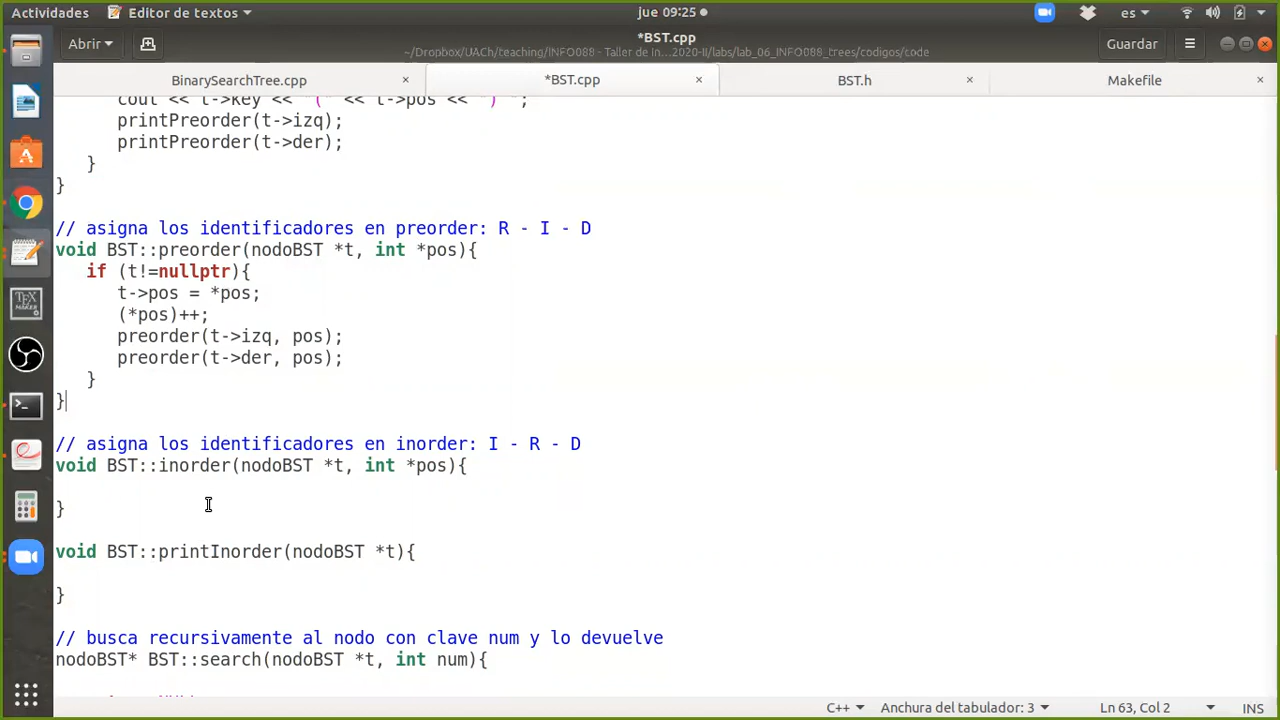 Actividades Editor de textos jue 09:25 es
Abrir *BST.cpp Guardar
~/Dropbox/UACh/teaching/INFO088 - Taller de in... 2020-II/labs/lab_06_INFO088_trees/codigos/code
BinarySearchTree.cpp × *BST.cpp × BST.h × Makefile ×
cout << t->key << "(" << t->pos << ") ";
printPreorder(t->izq);
printPreorder(t->der);
}
}
// asigna los identificadores en preorder: R - I - D
void BST::preorder(nodoBST *t, int *pos){
if (t!=nullptr){
t->pos = *pos;
(*pos)++;
preorder(t->izq, pos);
preorder(t->der, pos);
}
}
// asigna los identificadores en inorder: I - R - D
void BST::inorder(nodoBST *t, int *pos){
}
void BST::printInorder(nodoBST *t){
}
// busca recursivamente al nodo con clave num y lo devuelve
nodoBST* BST::search(nodoBST *t, int num){
C++ Anchura del tabulador: 3 Ln 63, Col 2 INS